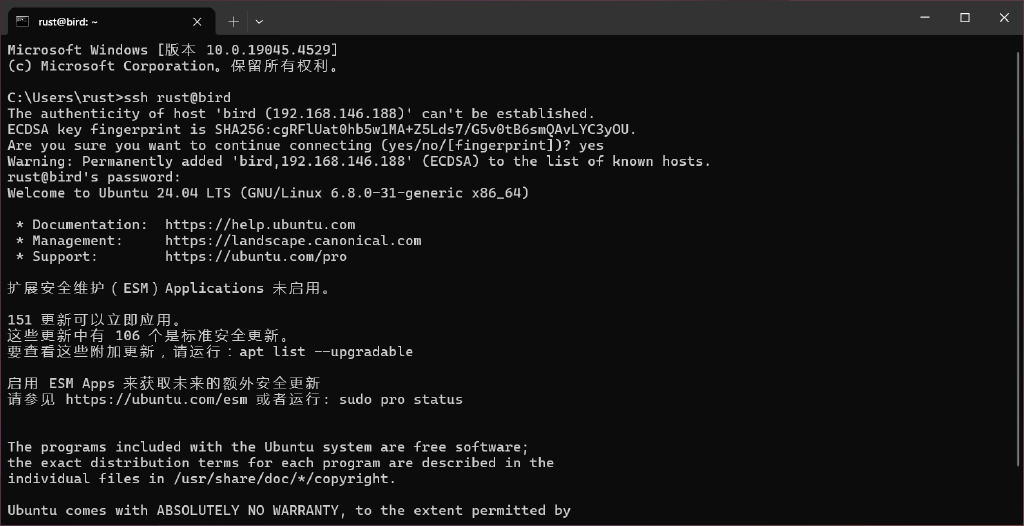 rust@bird: ~
Microsoft Windows [版本 10.0.19045.4529]
(c) Microsoft Corporation。保留所有权利。
C:\Users\rust>ssh rust@bird
The authenticity of host 'bird (192.168.146.188)' can't be established.
ECDSA key fingerprint is SHA256:cgRFlUat0hb5w1MA+Z5Lds7/G5v0tB6smQAvLYC3yOU.
Are you sure you want to continue connecting (yes/no/[fingerprint])? yes
Warning: Permanently added 'bird,192.168.146.188' (ECDSA) to the list of known hosts.
rust@bird's password:
Welcome to Ubuntu 24.04 LTS (GNU/Linux 6.8.0-31-generic x86_64)
* Documentation:  https://help.ubuntu.com
* Management:     https://landscape.canonical.com
* Support:        https://ubuntu.com/pro
扩展安全维护（ESM）Applications 未启用。
151 更新可以立即应用。
这些更新中有 106 个是标准安全更新。
要查看这些附加更新，请运行：apt list --upgradable
启用 ESM Apps 来获取未来的额外安全更新
请参见 https://ubuntu.com/esm 或者运行: sudo pro status
The programs included with the Ubuntu system are free software;
the exact distribution terms for each program are described in the
individual files in /usr/share/doc/*/copyright.
Ubuntu comes with ABSOLUTELY NO WARRANTY, to the extent permitted by